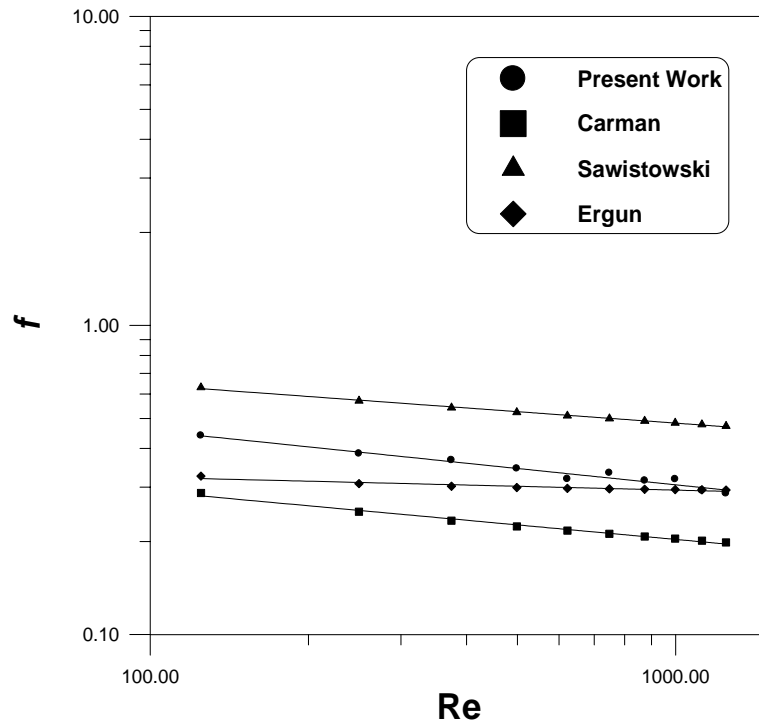 10.00
Present Work
Carman
Sawistowski
Ergun
f
1.00
0.10
100.00
1000.00
Re